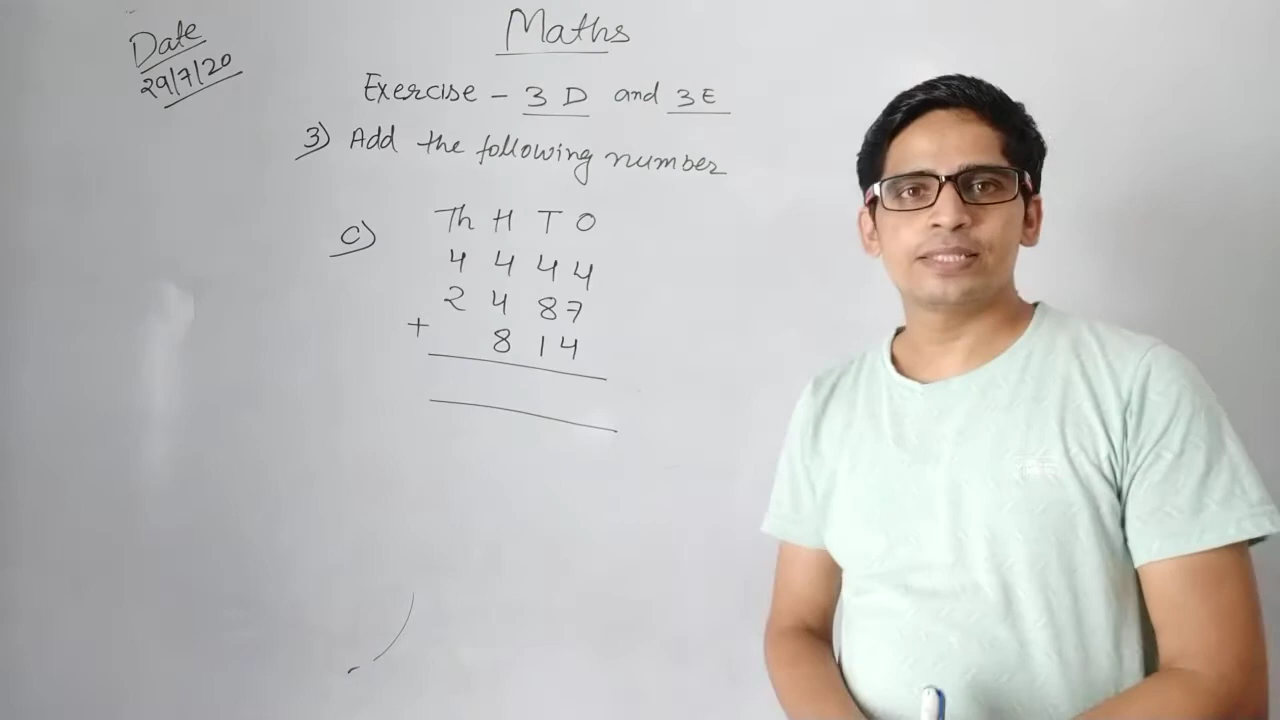 Maths
Date
29/7/20
Exercise - 3 D and 3E
3) Add the following number
c) Th H T O
4 4 4 4
2 4 8 7
+ 8 1 4